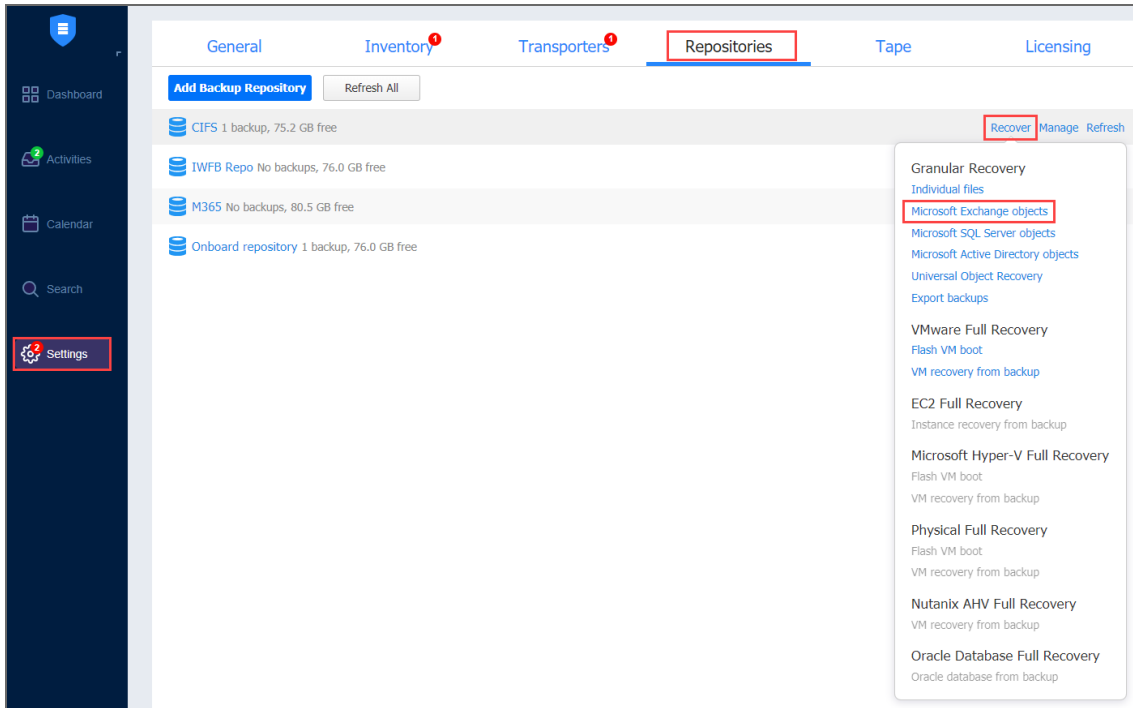 General
Inventory
1
Transporters
1
Repositories
Tape
Licensing
Add Backup Repository
Refresh All
Dashboard
2
Activities
Calendar
Search
2
Settings
CIFS 1 backup, 75.2 GB free
Recover Manage Refresh
IWFB Repo No backups, 76.0 GB free
M365 No backups, 80.5 GB free
Onboard repository 1 backup, 76.0 GB free
Granular Recovery
Individual files
Microsoft Exchange objects
Microsoft SQL Server objects
Microsoft Active Directory objects
Universal Object Recovery
Export backups
VMware Full Recovery
Flash VM boot
VM recovery from backup
EC2 Full Recovery
Instance recovery from backup
Microsoft Hyper-V Full Recovery
Flash VM boot
VM recovery from backup
Physical Full Recovery
Flash VM boot
VM recovery from backup
Nutanix AHV Full Recovery
VM recovery from backup
Oracle Database Full Recovery
Oracle database from backup